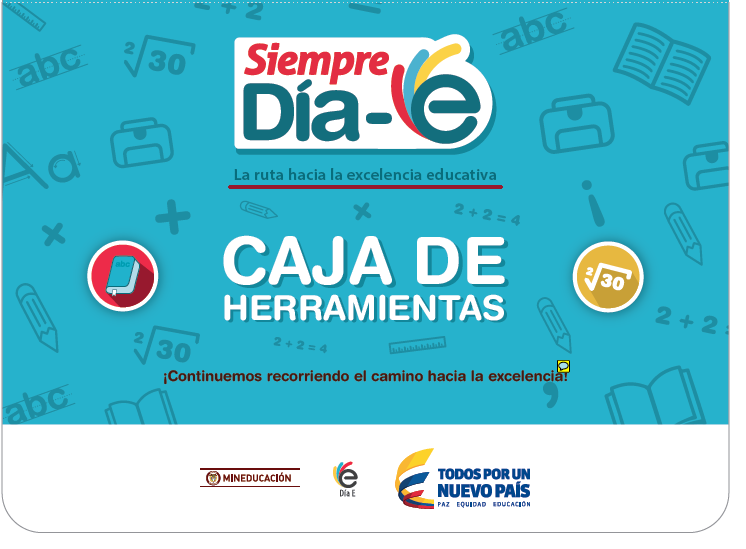 2 + 2
abc
²√30
abc
Siempre
Día-e
La ruta hacia la excelencia educativa
Aa
2 + 2 = 4
abc
CAJA DE
HERRAMIENTAS
²√30
2 + 2
²√30
2 + 2 = 4
¡Continuemos recorriendo el camino hacia la excelencia!
abc
MINEDUCACIÓN
e
Día E
TODOS POR UN
NUEVO PAÍS
PAZ EQUIDAD EDUCACIÓN